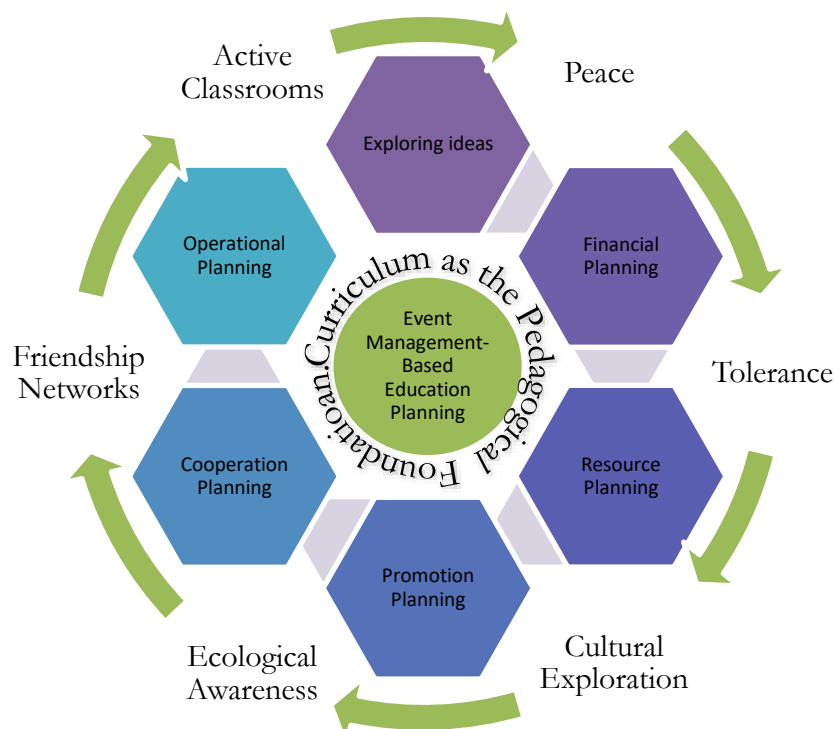 Active
Classrooms
Peace
Exploring ideas
Operational
Planning
Financial
Planning
Curriculum as the Pedagogical Foundatioan.
Event
Management-
Based
Education
Planning
Friendship
Networks
Tolerance
Cooperation
Planning
Resource
Planning
Promotion
Planning
Ecological
Awareness
Cultural
Exploration